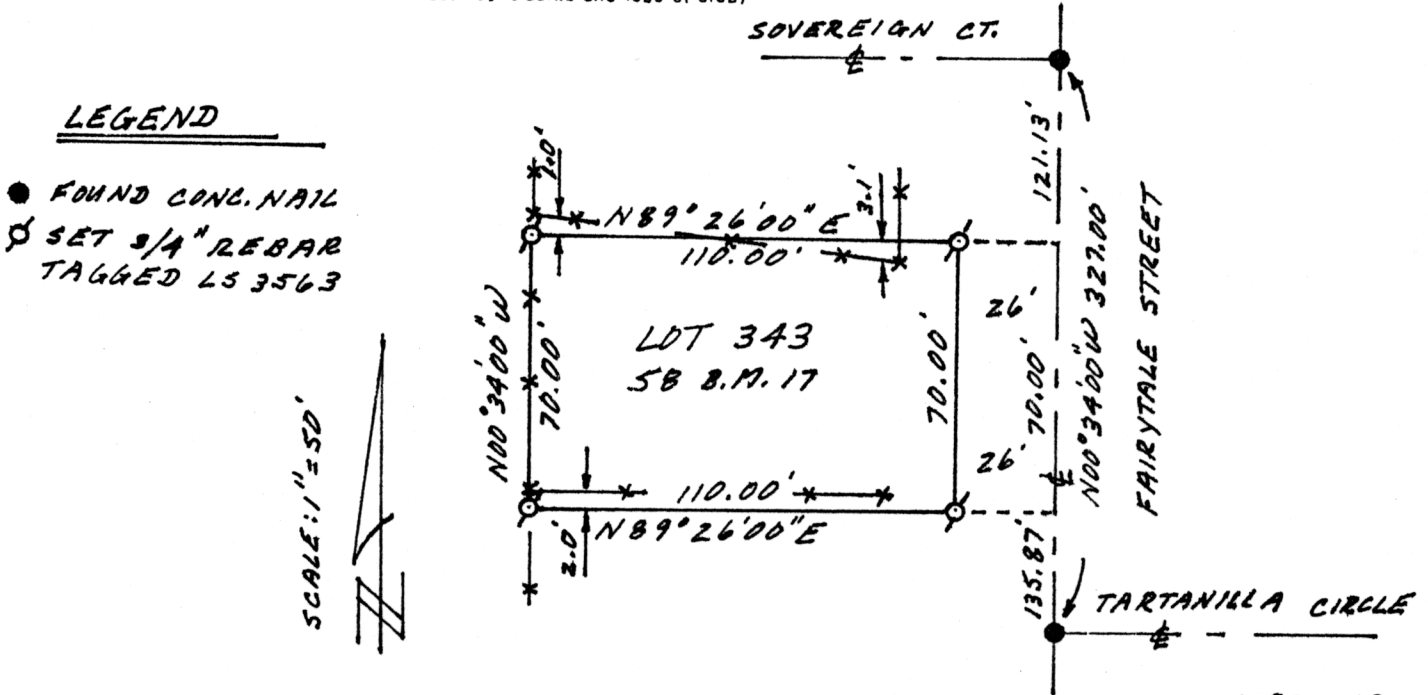 SOVEREIGN CT.
℄
LEGEND
FOUND CONC. NAIL
SET 3/4" REBAR
TAGGED LS 3563
121.13'
1.0'
3.1'
N89°26'00"E
110.00'
N00°34'00"W 327.00'
FAIRYTALE STREET
26'
LOT 343
58 B.M. 17
N00°34'00"W
70.00'
70.00'
70.00'
SCALE: 1"=50'
26'
℄
110.00'
N89°26'00"E
2.0'
135.87'
TARTANILLA CIRCLE
℄